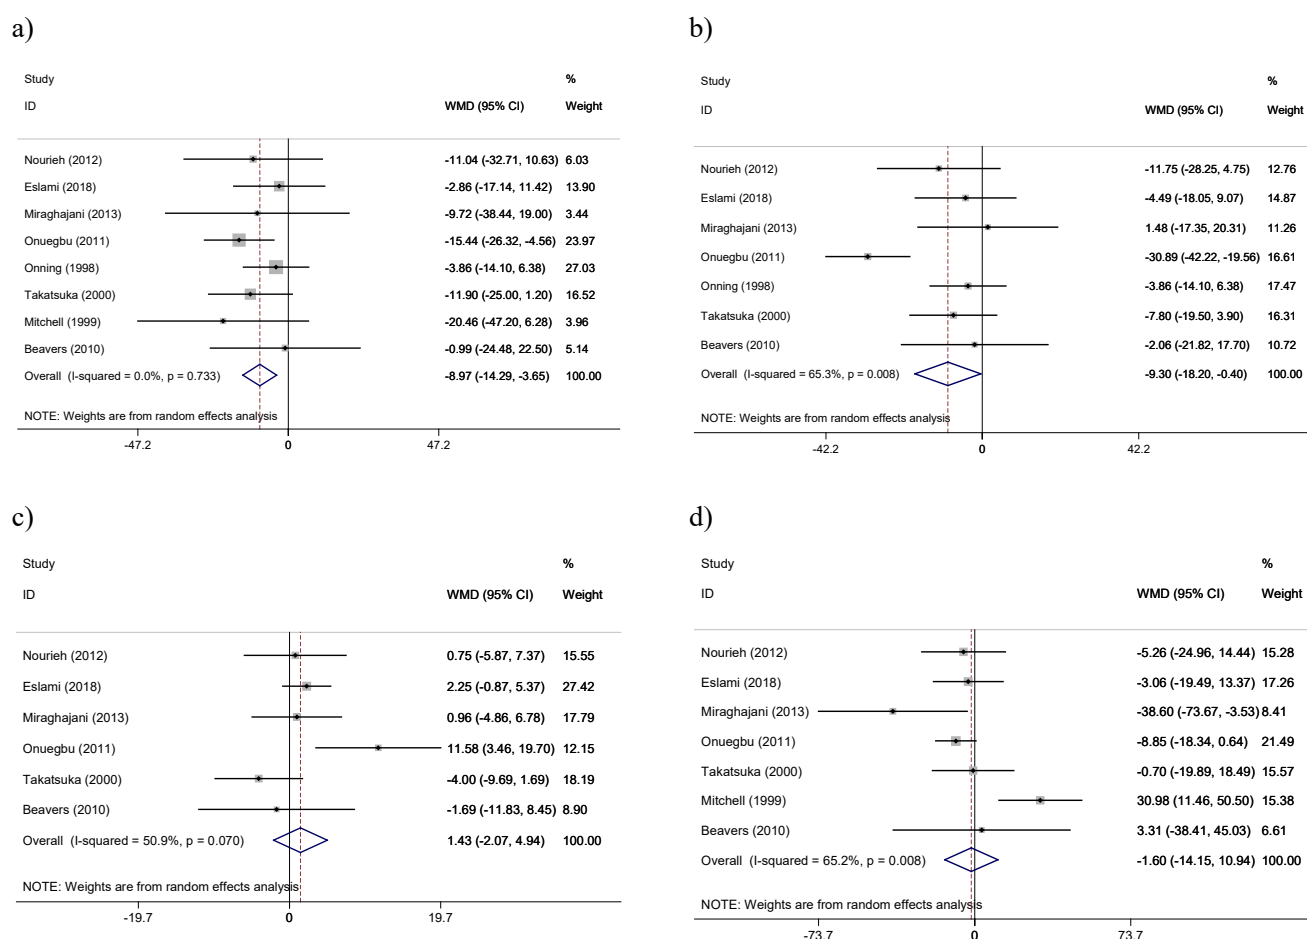 a)
Study %
ID WMD (95% CI) Weight
Nourieh (2012) -11.04 (-32.71, 10.63) 6.03
Eslami (2018) -2.86 (-17.14, 11.42) 13.90
Miraghajani (2013) -9.72 (-38.44, 19.00) 3.44
Onuegbu (2011) -15.44 (-26.32, -4.56) 23.97
Onning (1998) -3.86 (-14.10, 6.38) 27.03
Takatsuka (2000) -11.90 (-25.00, 1.20) 16.52
Mitchell (1999) -20.46 (-47.20, 6.28) 3.96
Beavers (2010) -0.99 (-24.48, 22.50) 5.14
Overall (I-squared = 0.0%, p = 0.733) -8.97 (-14.29, -3.65) 100.00
NOTE: Weights are from random effects analysis
-47.2 0 47.2
b)
Study %
ID WMD (95% CI) Weight
Nourieh (2012) -11.75 (-28.25, 4.75) 12.76
Eslami (2018) -4.49 (-18.05, 9.07) 14.87
Miraghajani (2013) 1.48 (-17.35, 20.31) 11.26
Onuegbu (2011) -30.89 (-42.22, -19.56) 16.61
Onning (1998) -3.86 (-14.10, 6.38) 17.47
Takatsuka (2000) -7.80 (-19.50, 3.90) 16.31
Beavers (2010) -2.06 (-21.82, 17.70) 10.72
Overall (I-squared = 65.3%, p = 0.008) -9.30 (-18.20, -0.40) 100.00
NOTE: Weights are from random effects analysis
-42.2 0 42.2
c)
Study %
ID WMD (95% CI) Weight
Nourieh (2012) 0.75 (-5.87, 7.37) 15.55
Eslami (2018) 2.25 (-0.87, 5.37) 27.42
Miraghajani (2013) 0.96 (-4.86, 6.78) 17.79
Onuegbu (2011) 11.58 (3.46, 19.70) 12.15
Takatsuka (2000) -4.00 (-9.69, 1.69) 18.19
Beavers (2010) -1.69 (-11.83, 8.45) 8.90
Overall (I-squared = 50.9%, p = 0.070) 1.43 (-2.07, 4.94) 100.00
NOTE: Weights are from random effects analysis
-19.7 0 19.7
d)
Study %
ID WMD (95% CI) Weight
Nourieh (2012) -5.26 (-24.96, 14.44) 15.28
Eslami (2018) -3.06 (-19.49, 13.37) 17.26
Miraghajani (2013) -38.60 (-73.67, -3.53) 8.41
Onuegbu (2011) -8.85 (-18.34, 0.64) 21.49
Takatsuka (2000) -0.70 (-19.89, 18.49) 15.57
Mitchell (1999) 30.98 (11.46, 50.50) 15.38
Beavers (2010) 3.31 (-38.41, 45.03) 6.61
Overall (I-squared = 65.2%, p = 0.008) -1.60 (-14.15, 10.94) 100.00
NOTE: Weights are from random effects analysis
-73.7 0 73.7